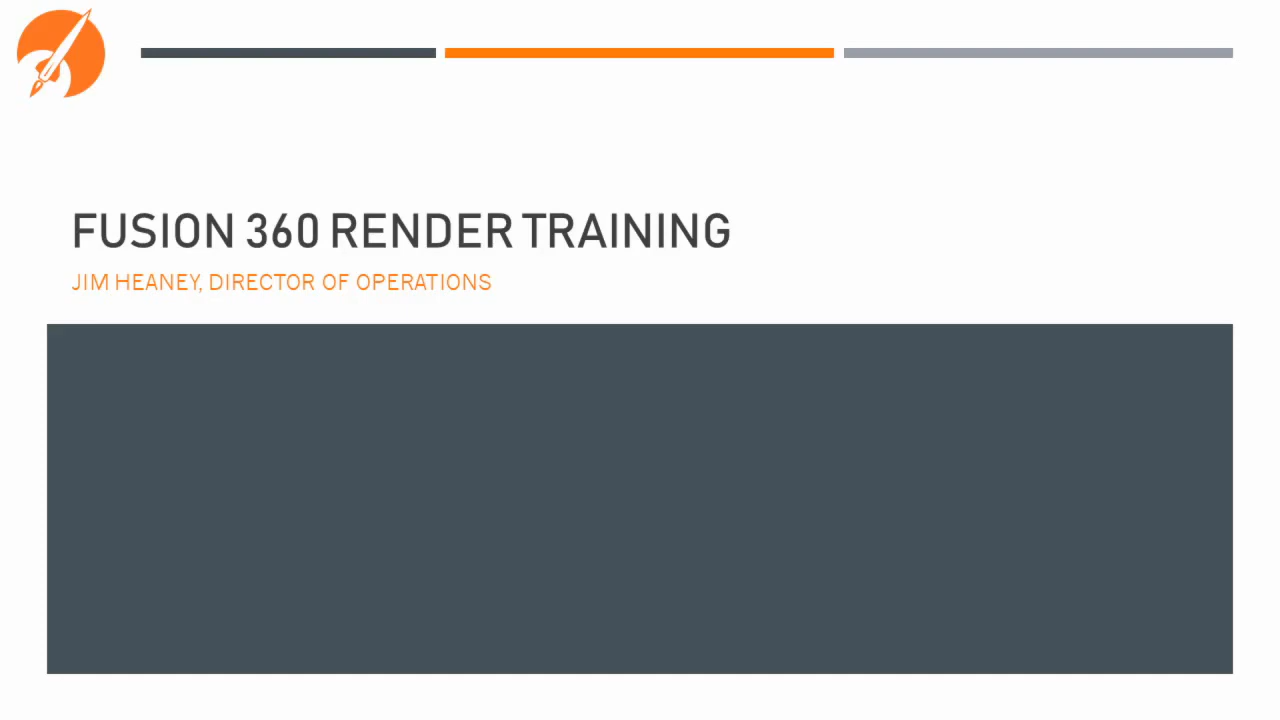 FUSION 360 RENDER TRAINING
JIM HEANEY, DIRECTOR OF OPERATIONS